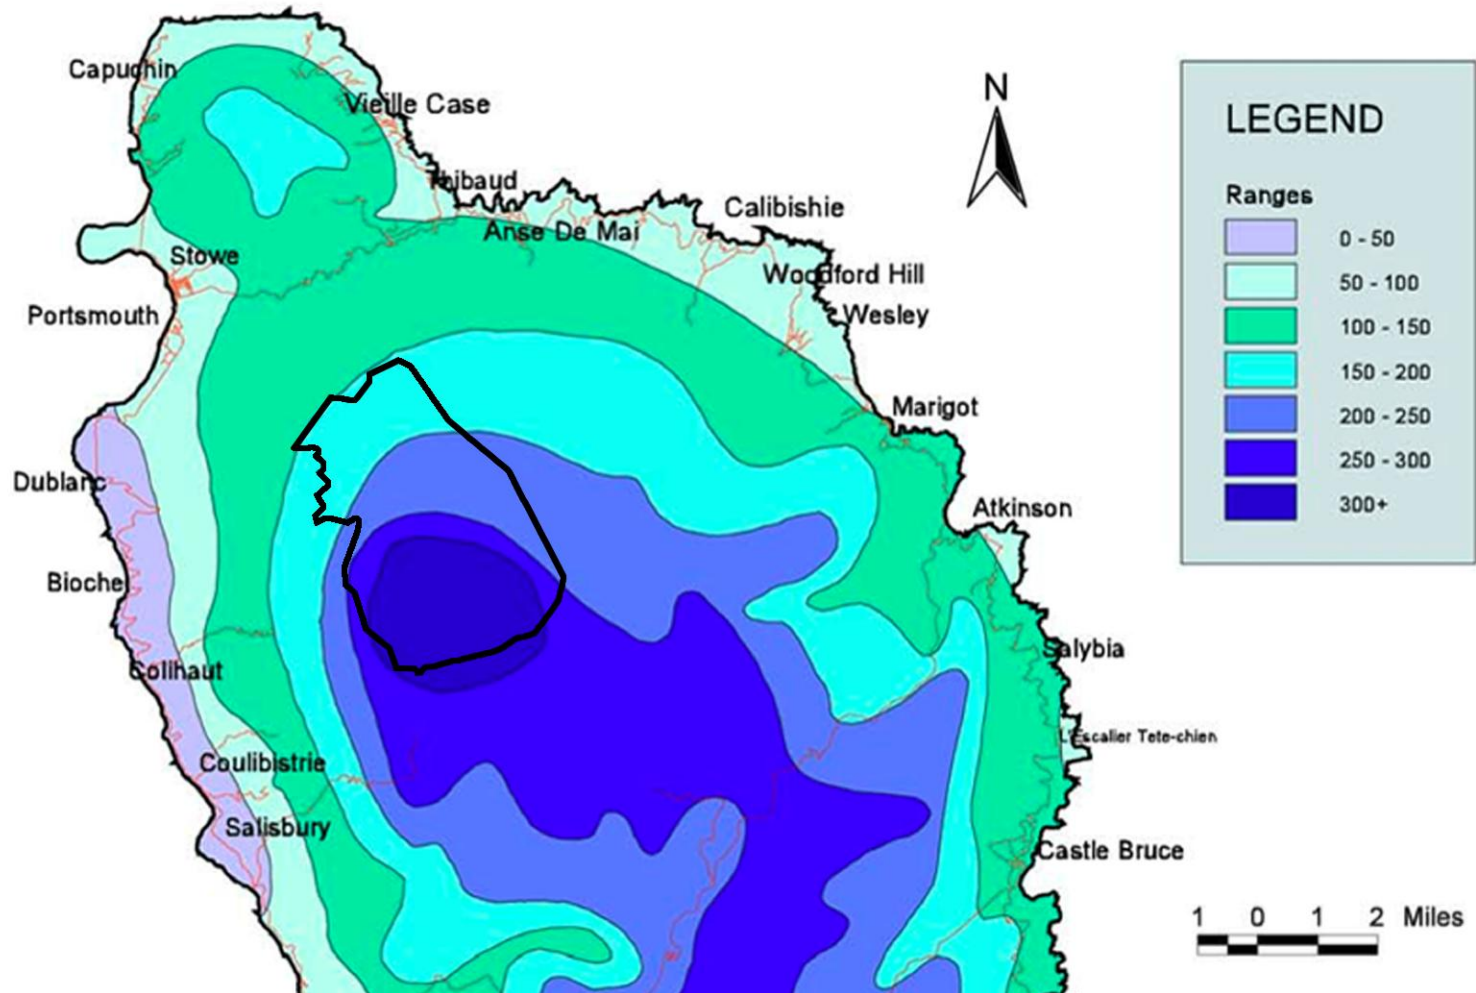 Capuchin
Vieille Case
Thibaud
Calibishie
Anse De Mai
Stowe
Woodford Hill
Portsmouth
Wesley
Marigot
Dublanc
Atkinson
Bioche
Salybia
Colihaut
L'Escalier Tete-chien
Coulibistrie
Salisbury
Castle Bruce
N
LEGEND
Ranges
0 - 50
50 - 100
100 - 150
150 - 200
200 - 250
250 - 300
300+
1 0 1 2 Miles